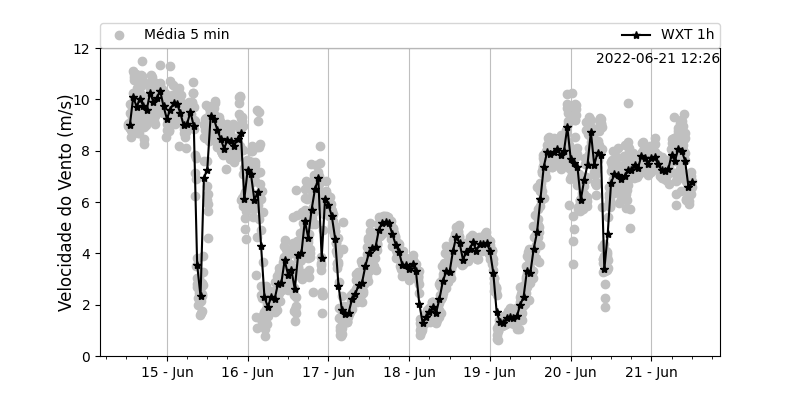 Média 5 min
WXT 1h
2022-06-21 12:26
Velocidade do Vento (m/s)
12
10
8
6
4
2
0
15 - Jun
16 - Jun
17 - Jun
18 - Jun
19 - Jun
20 - Jun
21 - Jun